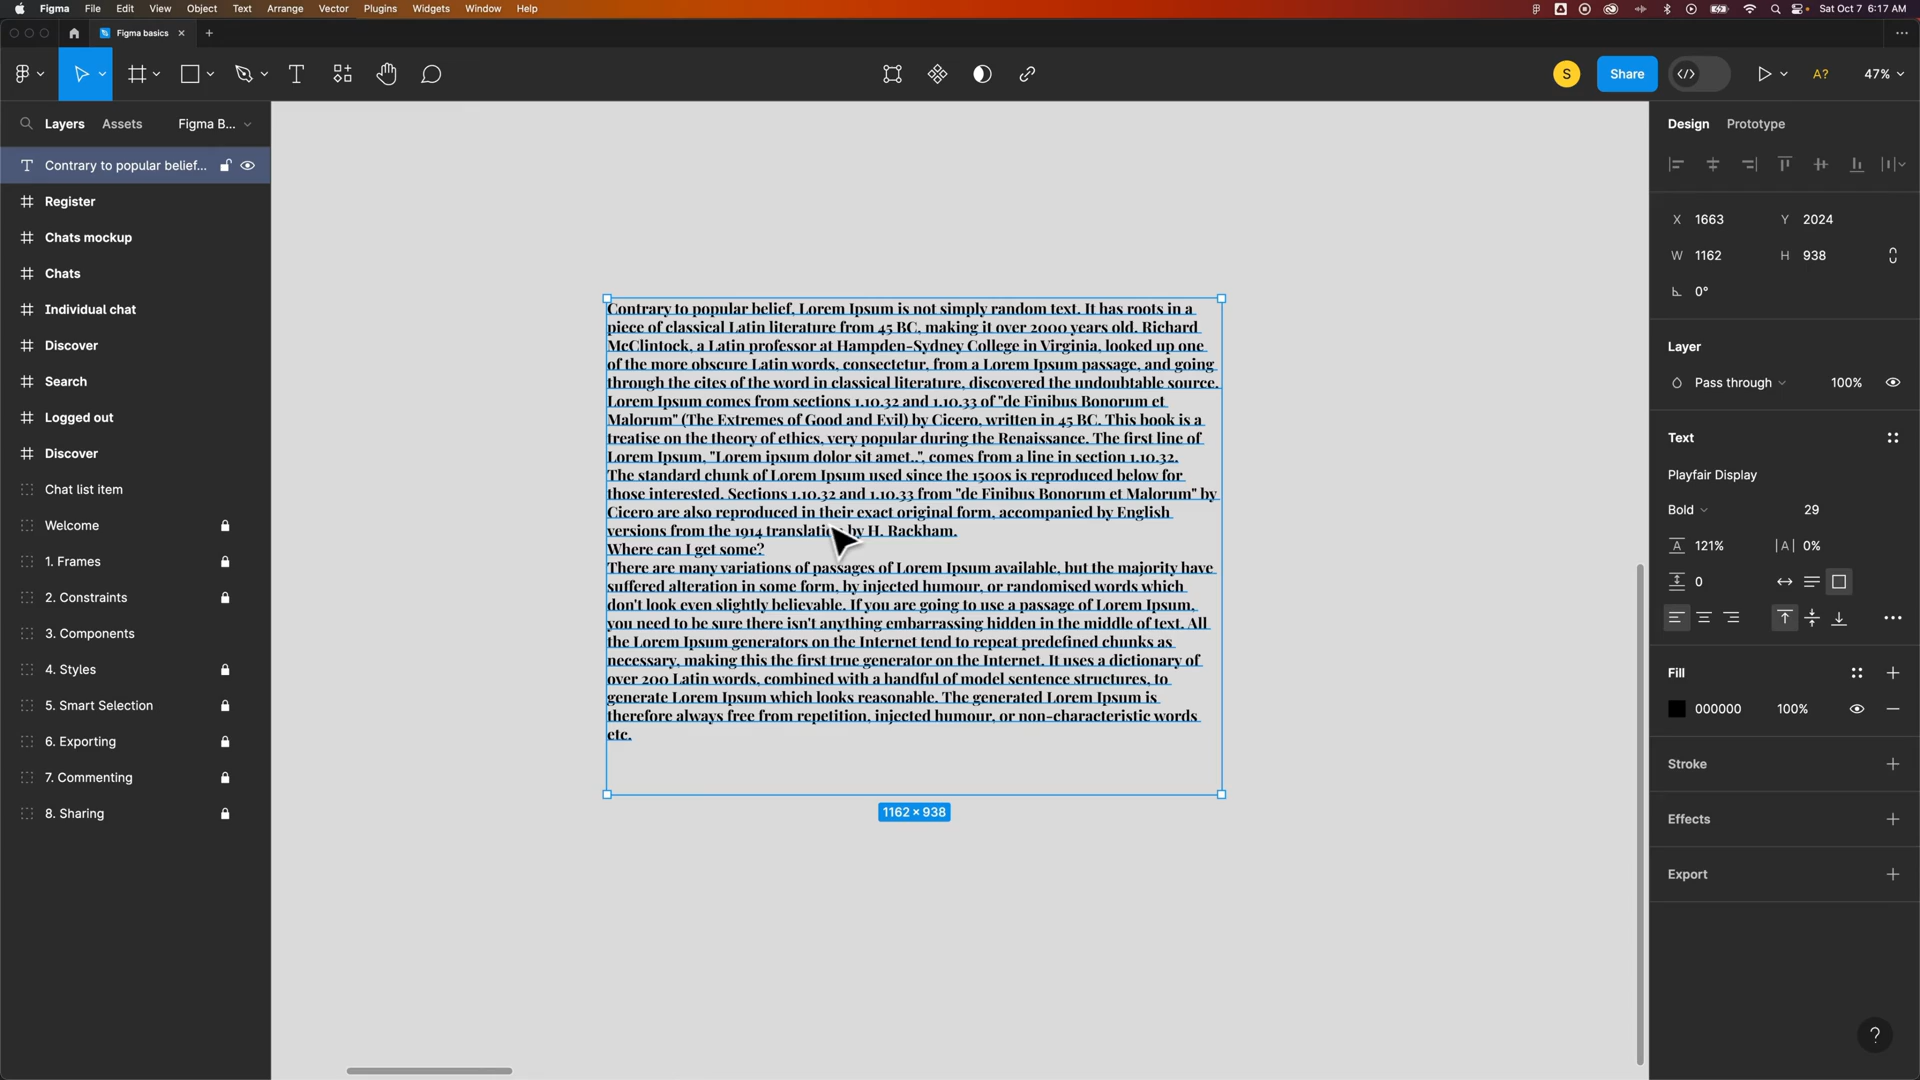 Figma File Edit View Object Text Arrange Vector Plugins Widgets Window Help Sat Oct 7 6:17 AM
Figma basics
S Share A? 47%
Layers Assets Figma B...
Contrary to popular belief...
Register
Chats mockup
Chats
Individual chat
Discover
Search
Logged out
Discover
Chat list item
Welcome
1. Frames
2. Constraints
3. Components
4. Styles
5. Smart Selection
6. Exporting
7. Commenting
8. Sharing
Contrary to popular belief, Lorem Ipsum is not simply random text. It has roots in a
piece of classical Latin literature from 45 BC, making it over 2000 years old. Richard
McClintock, a Latin professor at Hampden-Sydney College in Virginia, looked up one
of the more obscure Latin words, consectetur, from a Lorem Ipsum passage, and going
through the cites of the word in classical literature, discovered the undoubtable source.
Lorem Ipsum comes from sections 1.10.32 and 1.10.33 of "de Finibus Bonorum et
Malorum" (The Extremes of Good and Evil) by Cicero, written in 45 BC. This book is a
treatise on the theory of ethics, very popular during the Renaissance. The first line of
Lorem Ipsum, "Lorem ipsum dolor sit amet..", comes from a line in section 1.10.32.
The standard chunk of Lorem Ipsum used since the 1500s is reproduced below for
those interested. Sections 1.10.32 and 1.10.33 from "de Finibus Bonorum et Malorum" by
Cicero are also reproduced in their exact original form, accompanied by English
versions from the 1914 translation by H. Rackham.
Where can I get some?
There are many variations of passages of Lorem Ipsum available, but the majority have
suffered alteration in some form, by injected humour, or randomised words which
don't look even slightly believable. If you are going to use a passage of Lorem Ipsum,
you need to be sure there isn't anything embarrassing hidden in the middle of text. All
the Lorem Ipsum generators on the Internet tend to repeat predefined chunks as
necessary, making this the first true generator on the Internet. It uses a dictionary of
over 200 Latin words, combined with a handful of model sentence structures, to
generate Lorem Ipsum which looks reasonable. The generated Lorem Ipsum is
therefore always free from repetition, injected humour, or non-characteristic words
etc.
1162 × 938
Design Prototype
X 1663 Y 2024
W 1162 H 938
0°
Layer
Pass through 100%
Text
Playfair Display
Bold 29
121% |A| 0%
0
Fill
000000 100%
Stroke
Effects
Export
?